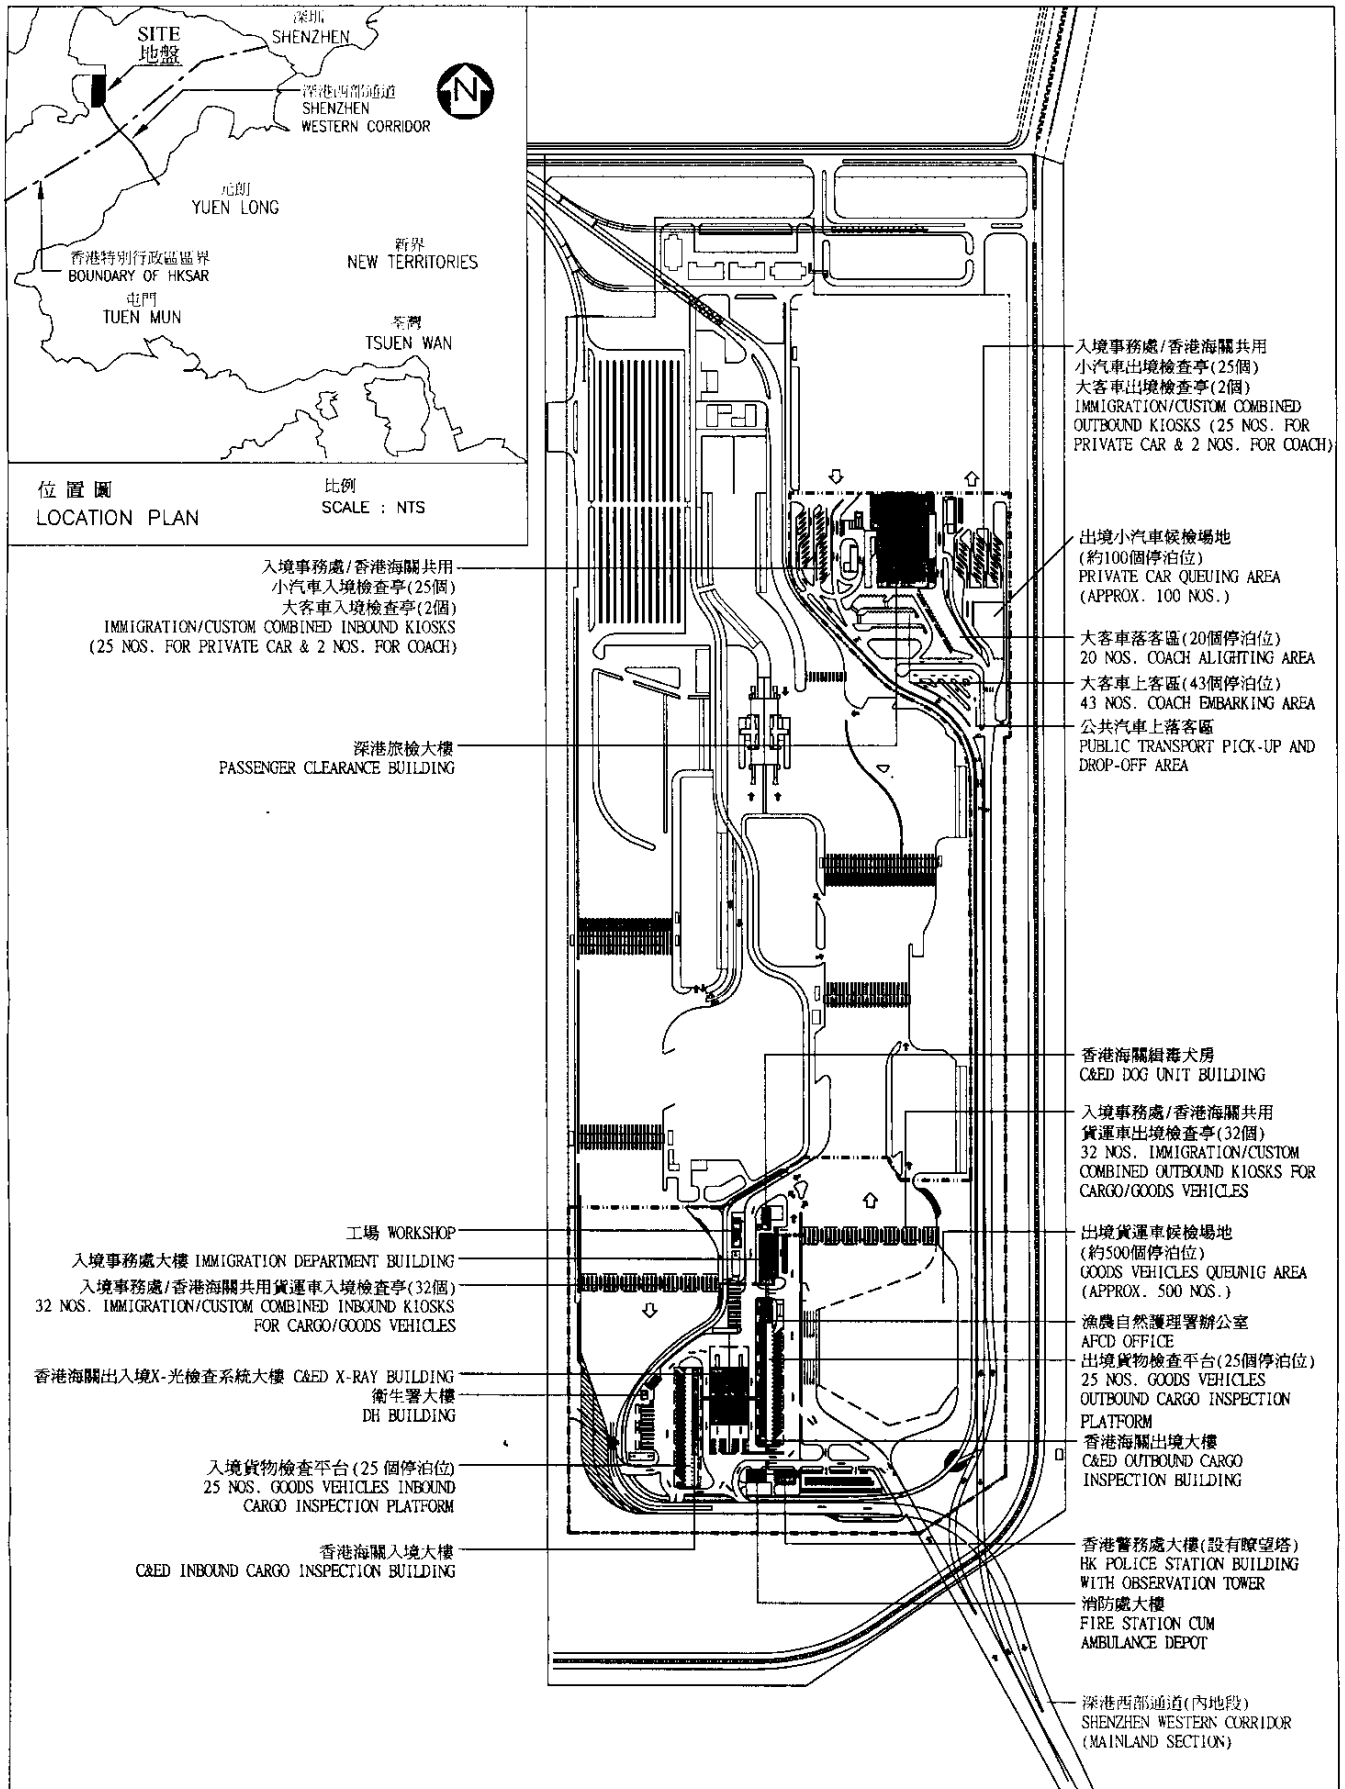 深圳
SHENZHEN
SITE
地盤
深港西部通道
SHENZHEN
WESTERN CORRIDOR
N
元朗
YUEN LONG
新界
NEW TERRITORIES
香港特別行政區區界
BOUNDARY OF HKSAR
屯門
TUEN MUN
荃灣
TSUEN WAN
位置圖
LOCATION PLAN
比例
SCALE : NTS
入境事務處/香港海關共用
小汽車入境檢查亭(25個)
大客車入境檢查亭(2個)
IMMIGRATION/CUSTOM COMBINED INBOUND KIOSKS
(25 NOS. FOR PRIVATE CAR & 2 NOS. FOR COACH)
深港旅檢大樓
PASSENGER CLEARANCE BUILDING
工場 WORKSHOP
入境事務處大樓 IMMIGRATION DEPARTMENT BUILDING
入境事務處/香港海關共用貨運車入境檢查亭(32個)
32 NOS. IMMIGRATION/CUSTOM COMBINED INBOUND KIOSKS
FOR CARGO/GOODS VEHICLES
香港海關出入境X-光檢查系統大樓 C&ED X-RAY BUILDING
衛生署大樓
DH BUILDING
入境貨物檢查平台(25個停泊位)
25 NOS. GOODS VEHICLES INBOUND
CARGO INSPECTION PLATFORM
香港海關入境大樓
C&ED INBOUND CARGO INSPECTION BUILDING
入境事務處/香港海關共用
小汽車出境檢查亭(25個)
大客車出境檢查亭(2個)
IMMIGRATION/CUSTOM COMBINED
OUTBOUND KIOSKS (25 NOS. FOR
PRIVATE CAR & 2 NOS. FOR COACH)
出境小汽車候檢場地
(約100個停泊位)
PRIVATE CAR QUEUING AREA
(APPROX. 100 NOS.)
大客車落客區(20個停泊位)
20 NOS. COACH ALIGHTING AREA
大客車上客區(43個停泊位)
43 NOS. COACH EMBARKING AREA
公共汽車上落客區
PUBLIC TRANSPORT PICK-UP AND
DROP-OFF AREA
香港海關緝毒犬房
C&ED DOG UNIT BUILDING
入境事務處/香港海關共用
貨運車出境檢查亭(32個)
32 NOS. IMMIGRATION/CUSTOM
COMBINED OUTBOUND KIOSKS FOR
CARGO/GOODS VEHICLES
出境貨運車候檢場地
(約500個停泊位)
GOODS VEHICLES QUEUNIG AREA
(APPROX. 500 NOS.)
漁農自然護理署辦公室
AFCD OFFICE
出境貨物檢查平台(25個停泊位)
25 NOS. GOODS VEHICLES
OUTBOUND CARGO INSPECTION
PLATFORM
香港海關出境大樓
C&ED OUTBOUND CARGO
INSPECTION BUILDING
香港警務處大樓(設有瞭望塔)
HK POLICE STATION BUILDING
WITH OBSERVATION TOWER
消防處大樓
FIRE STATION CUM
AMBULANCE DEPOT
深港西部通道(內地段)
SHENZHEN WESTERN CORRIDOR
(MAINLAND SECTION)